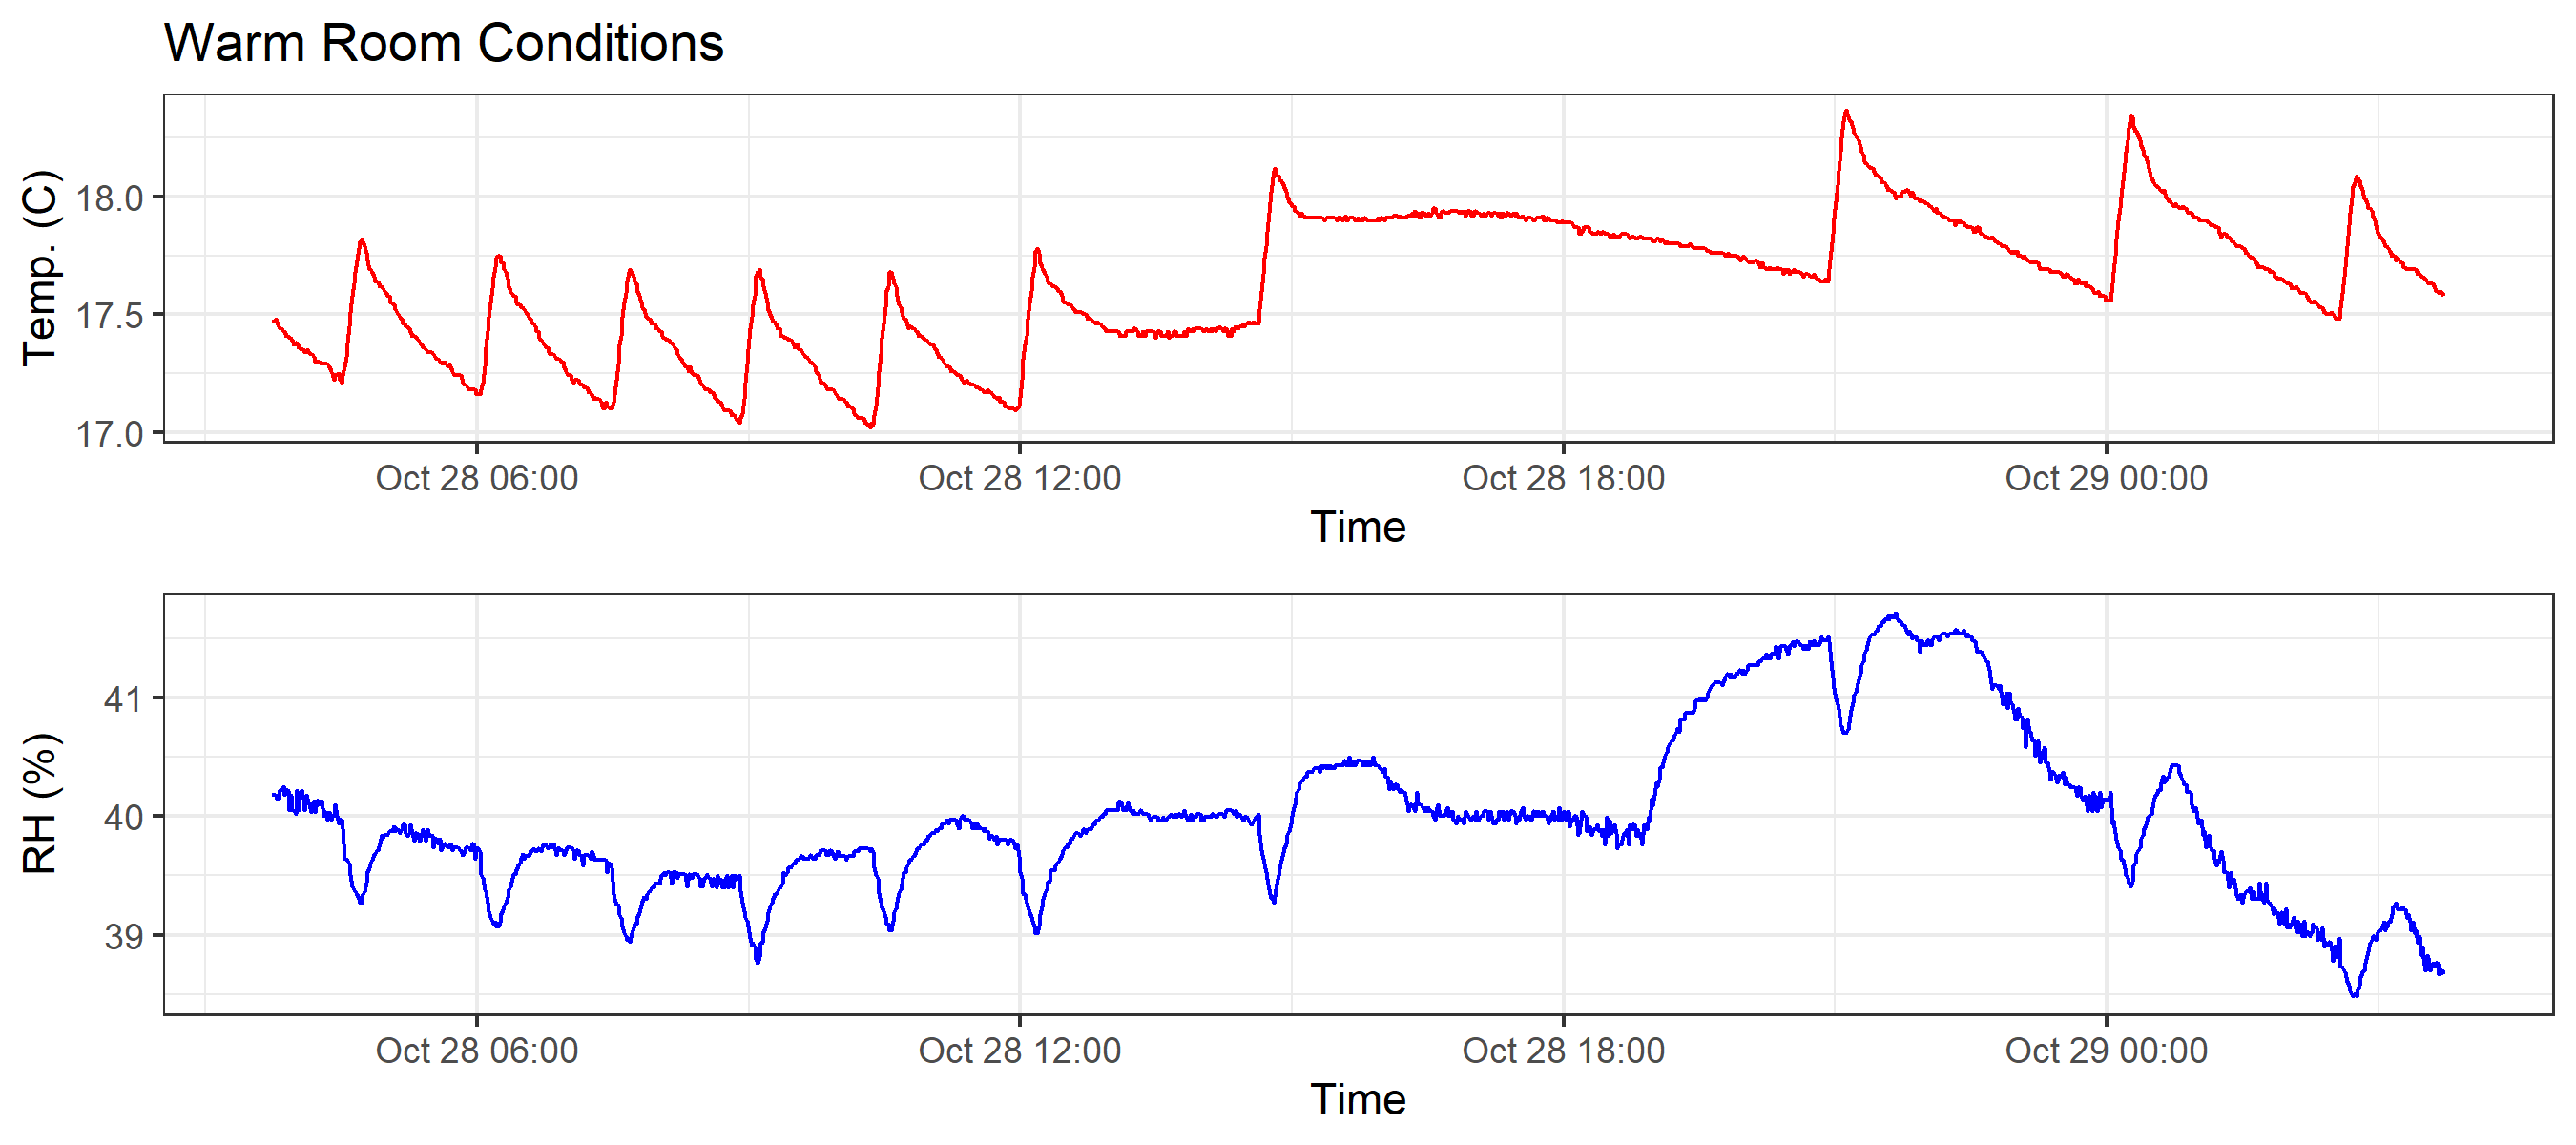 Warm Room Conditions
Temp. (C)
18.0
17.5
17.0
Oct 28 06:00 Oct 28 12:00 Oct 28 18:00 Oct 29 00:00
Time
RH (%)
41
40
39
Oct 28 06:00 Oct 28 12:00 Oct 28 18:00 Oct 29 00:00
Time